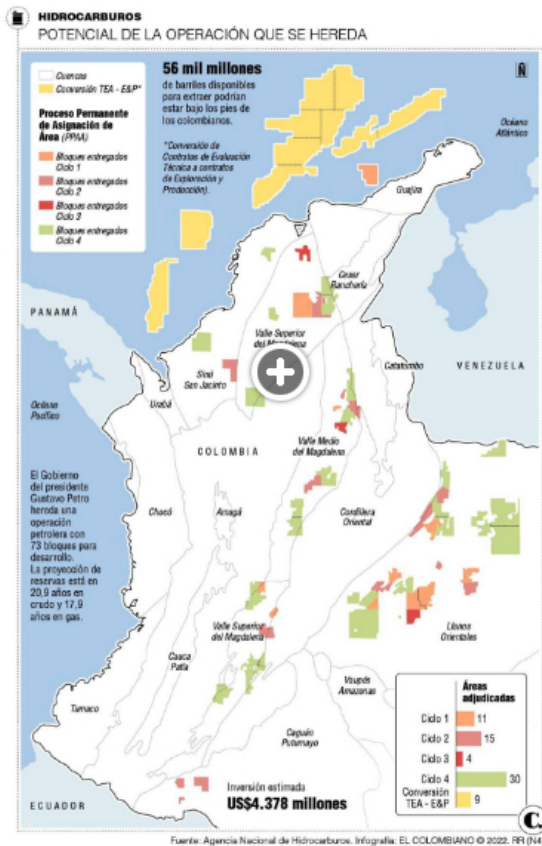 HIDROCARBUROS
POTENCIAL DE LA OPERACIÓN QUE SE HEREDA
Cuencas
Conversión TEA - E&P*
Proceso Permanente
de Asignación de
Área (PPAA)
Bloques entregados
Ciclo 1
Bloques entregados
Ciclo 2
Bloques entregados
Ciclo 3
Bloques entregados
Ciclo 4
56 mil millones
de barriles disponibles
para extraer podrían
estar bajo los pies de
los colombianos.
*Conversión de
Contratos de Evaluación
Técnica a contratos
de Exploración y
Producción).
N
Océano
Atlántico
Guajira
Cesar
Ranchería
PANAMÁ
Valle Superior
del
Sinú
San Jacinto
Catatumbo
VENEZUELA
Urabá
Océano
Pacífico
COLOMBIA
Valle Medio
del Magdalena
El Gobierno
del presidente
Gustavo Petro
hereda una
operación
petrolera con
73 bloques para
desarrollo.
La proyección de
reservas está en
20,9 años en
crudo y 17,9
años en gas.
Chocó
Amagá
Cordillera
Oriental
Valle Superior
del Magdalena
Llanos
Orientales
Cauca
Patía
Vaupés
Amazonas
Tumaco
Caguán
Putumayo
ECUADOR
Inversión estimada
US$4.378 millones
Áreas
adjudicadas
Ciclo 1 11
Ciclo 2 15
Ciclo 3 4
Ciclo 4 30
Conversión
TEA - E&P 9
C.
Fuente: Agencia Nacional de Hidrocarburos. Infografía: EL COLOMBIANO © 2022. RR (N4